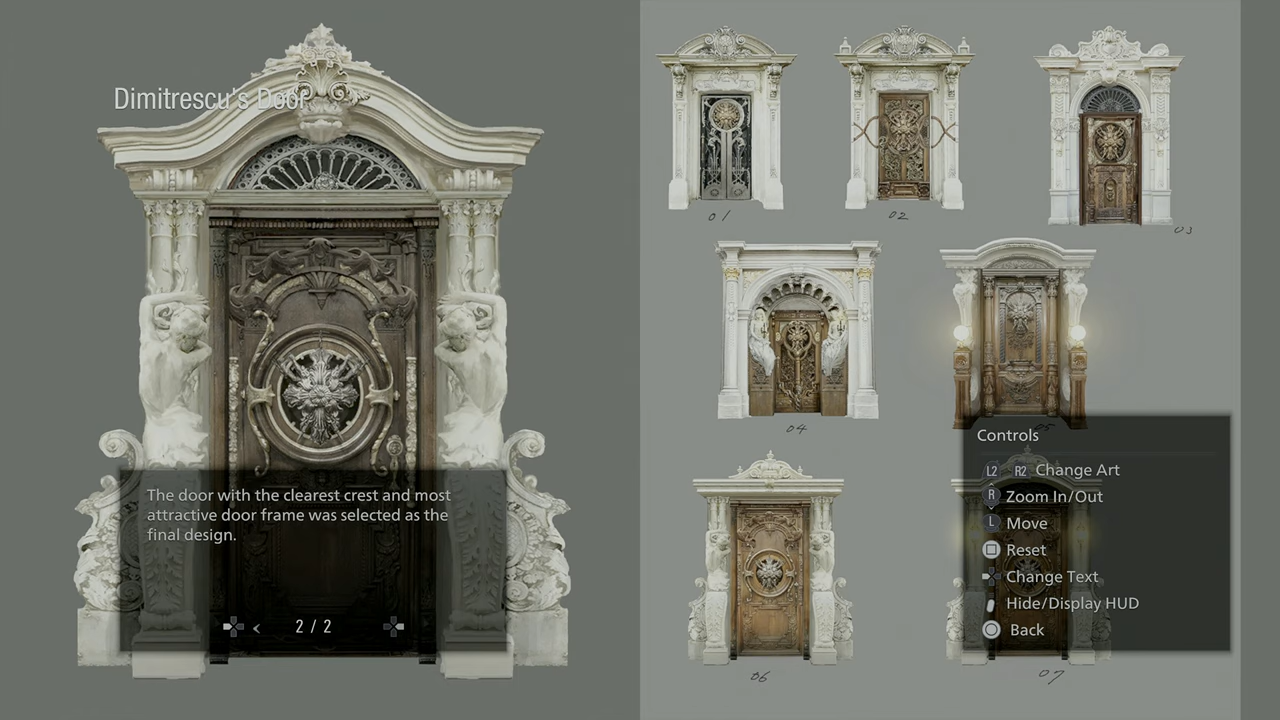 Dimitrescu's Door
01
02
03
04
05
Controls
L2 R2 Change Art
R Zoom In/Out
L Move
Reset
Change Text
Hide/Display HUD
Back
The door with the clearest crest and most
attractive door frame was selected as the
final design.
< 2 / 2
06
07